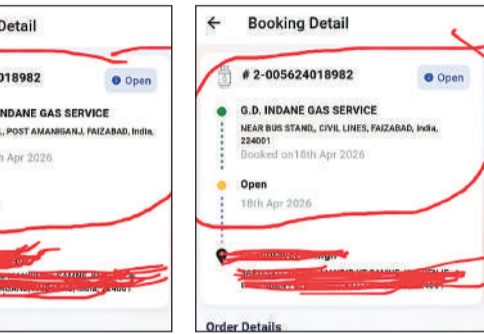 Detail
018982
Open
INDANE GAS SERVICE
, POST AMANIGANJ, FAIZABAD, India,
h Apr 2026
Booking Detail
# 2-005624018982
Open
G.D. INDANE GAS SERVICE
NEAR BUS STAND,, CIVIL LINES, FAIZABAD, India,
224001
Booked on18th Apr 2026
Open
18th Apr 2026
Order Details